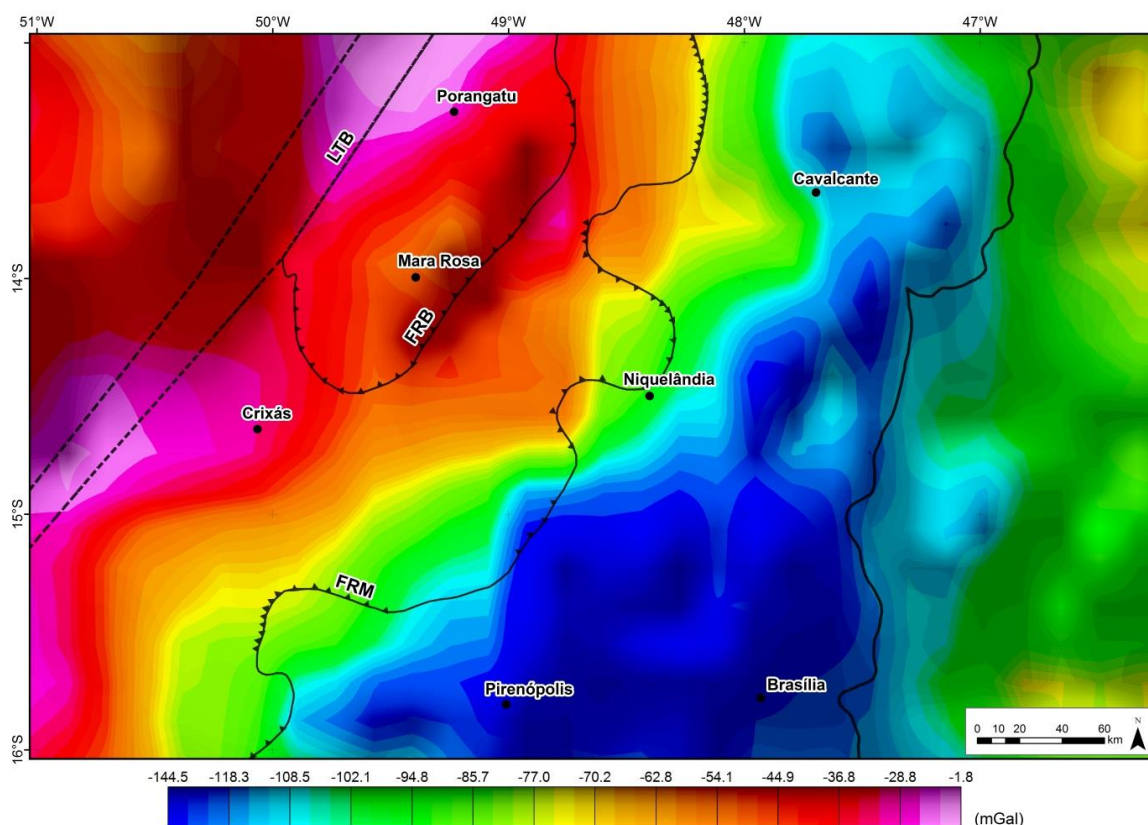 51°W 50°W 49°W 48°W 47°W
Porangatu
LTB
Cavalcante
14°S
Mara Rosa
FRB
Niquelândia
Crixás
15°S
FRM
Pirenópolis
Brasília
N
0 10 20 40 60
km
16°S
-144.5 -118.3 -108.5 -102.1 -94.8 -85.7 -77.0 -70.2 -62.8 -54.1 -44.9 -36.8 -28.8 -1.8
(mGal)